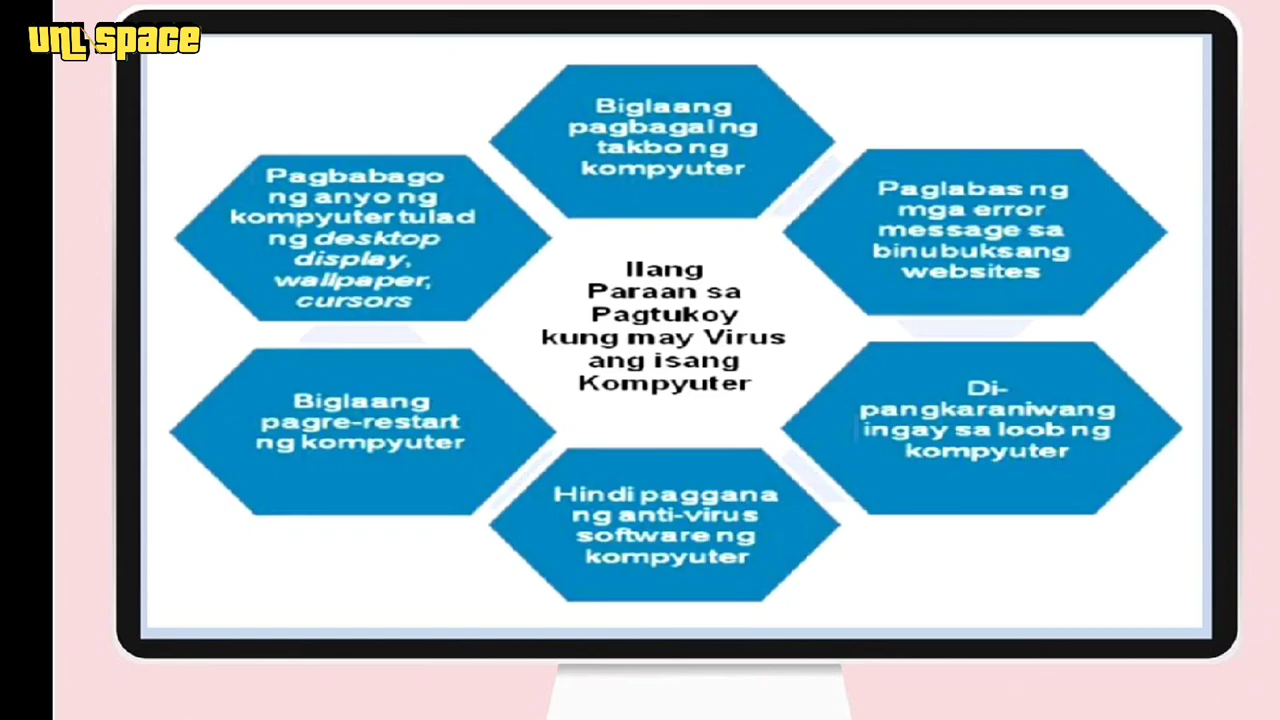 UNL SPACE
Biglaang
pagbagal ng
takbo ng
kompyuter
Pagbabago
ng anyo ng
kompyuter tulad
ng desktop
display,
wallpaper,
cursors
Paglabas ng
mga error
message sa
binubuksang
websites
Ilang
Paraan sa
Pagtukoy
kung may Virus
ang isang
Kompyuter
Biglaang
pagre-restart
ng kompyuter
Di-
pangkaraniwang
ingay sa loob ng
kompyuter
Hindi paggana
ng anti-virus
software ng
kompyuter